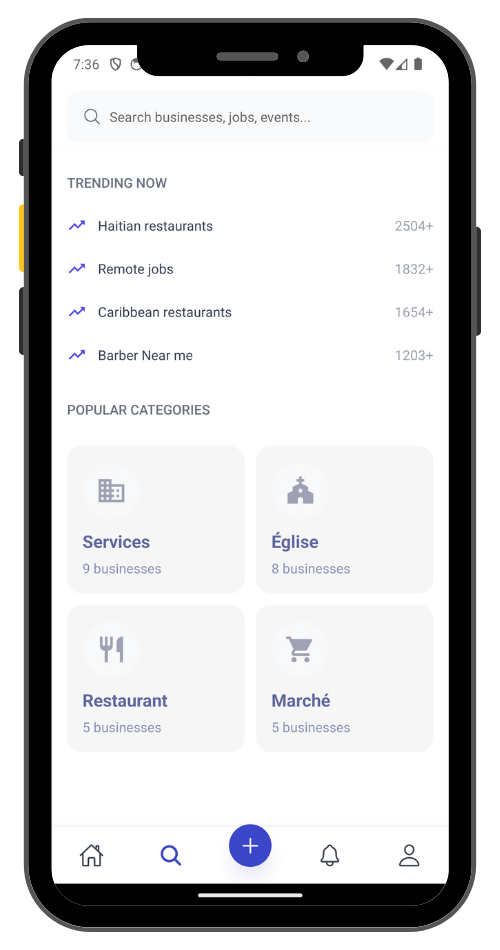 7:36
Search businesses, jobs, events...
TRENDING NOW
Haitian restaurants 2504+
Remote jobs 1832+
Caribbean restaurants 1654+
Barber Near me 1203+
POPULAR CATEGORIES
Services
9 businesses
Église
8 businesses
Restaurant
5 businesses
Marché
5 businesses